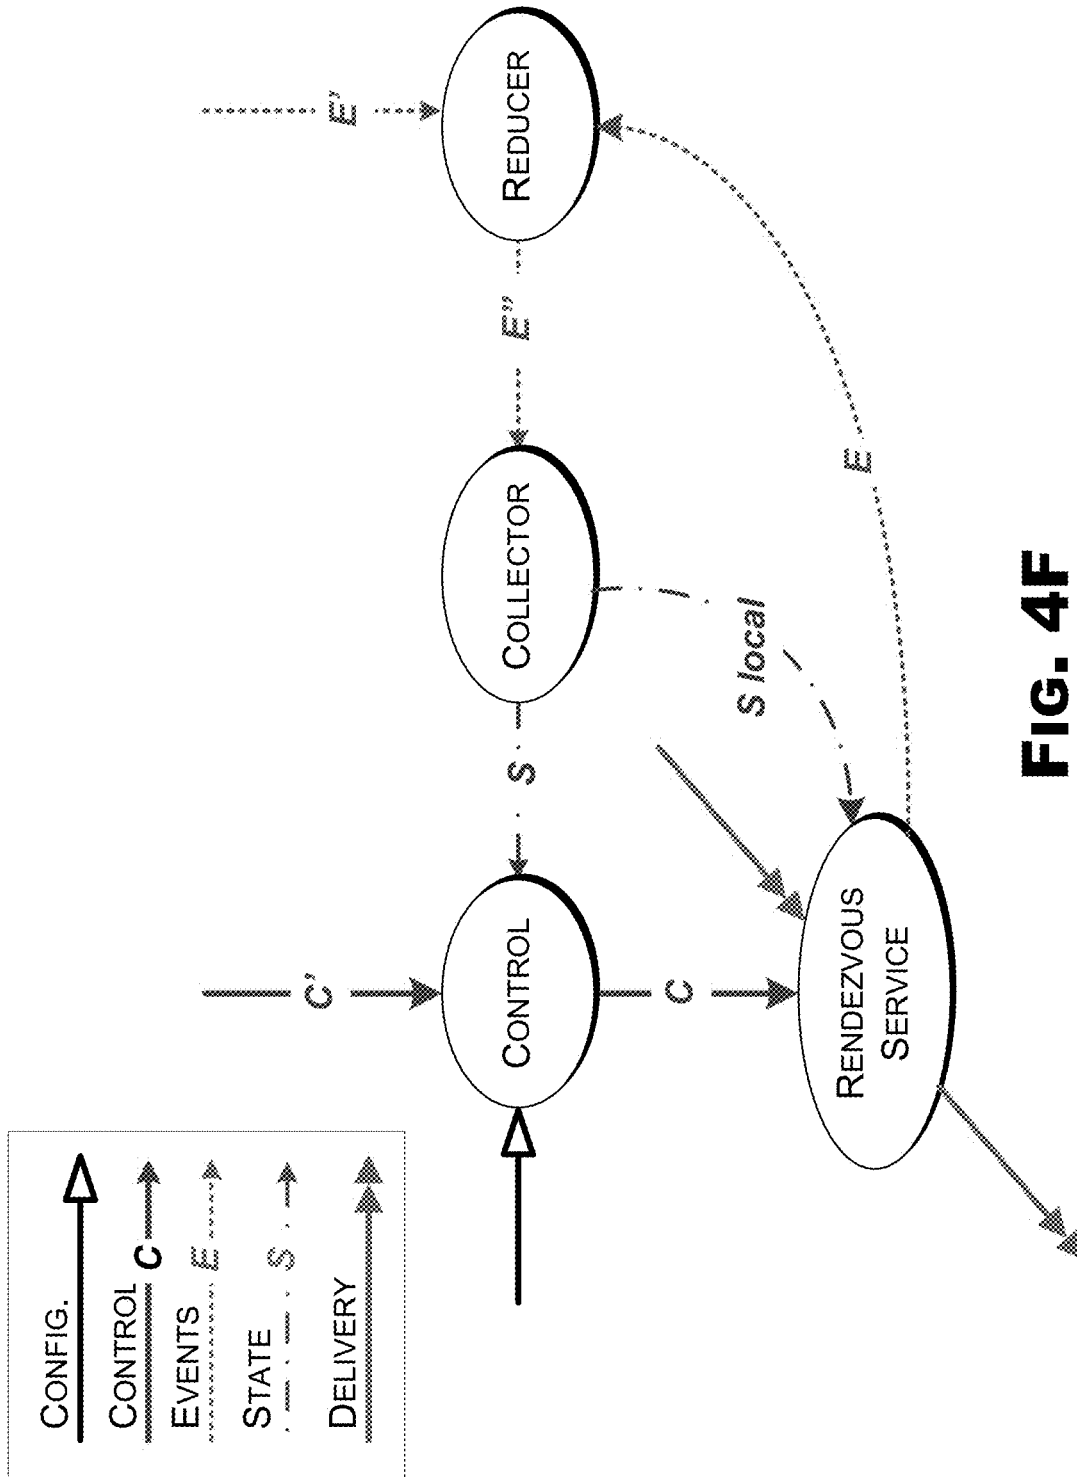 CONFIG.
CONTROL
C
EVENTS
E
STATE
S
DELIVERY
C'
E'
CONTROL
S
COLLECTOR
E"
REDUCER
C
S local
RENDEZVOUS
SERVICE
E
FIG. 4F